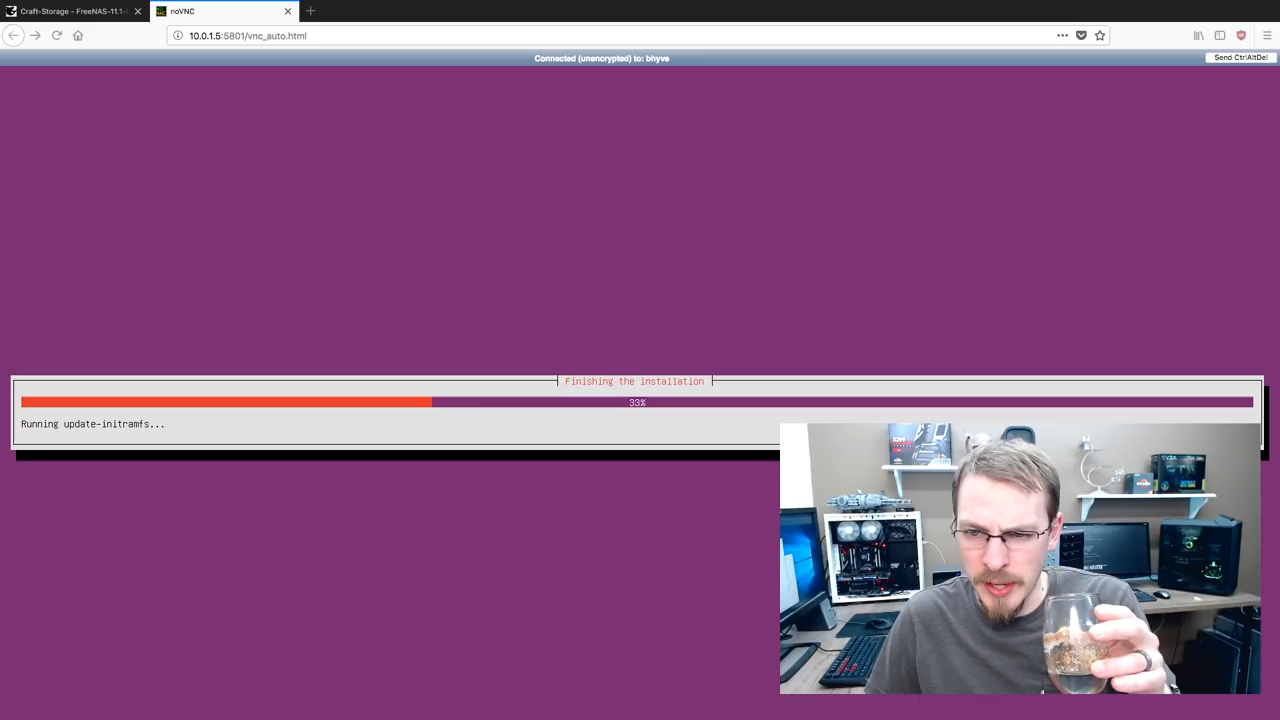 Craft-Storage - FreeNAS-11.1-
noVNC
10.0.1.5:5801/vnc_auto.html
Connected (unencrypted) to: bhyve
Send CtrlAltDel
Finishing the installation
33%
Running update-initramfs...